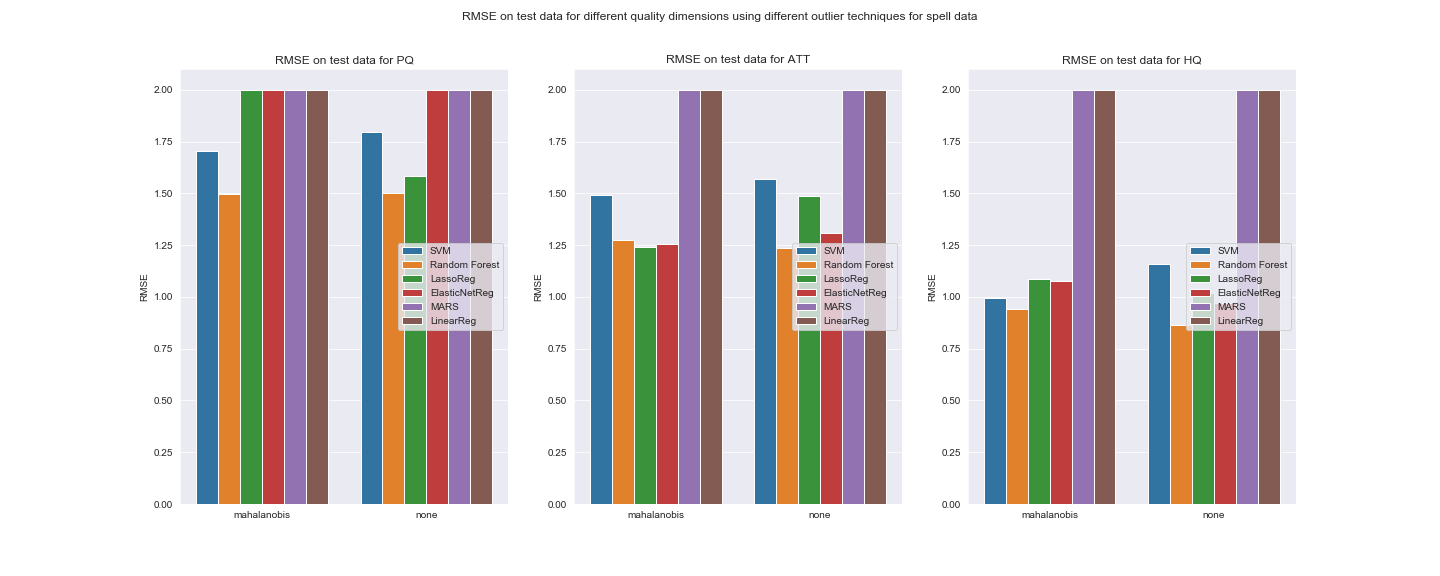 RMSE on test data for different quality dimensions using different outlier techniques for spell data
RMSE on test data for PQ
2.00
1.75
1.50
1.25
1.00
0.75
0.50
0.25
0.00
RMSE
mahalanobis
none
SVM
Random Forest
LassoReg
ElasticNetReg
MARS
LinearReg
RMSE on test data for ATT
2.00
1.75
1.50
1.25
1.00
0.75
0.50
0.25
0.00
RMSE
mahalanobis
none
SVM
Random Forest
LassoReg
ElasticNetReg
MARS
LinearReg
RMSE on test data for HQ
2.00
1.75
1.50
1.25
1.00
0.75
0.50
0.25
0.00
RMSE
mahalanobis
none
SVM
Random Forest
LassoReg
ElasticNetReg
MARS
LinearReg